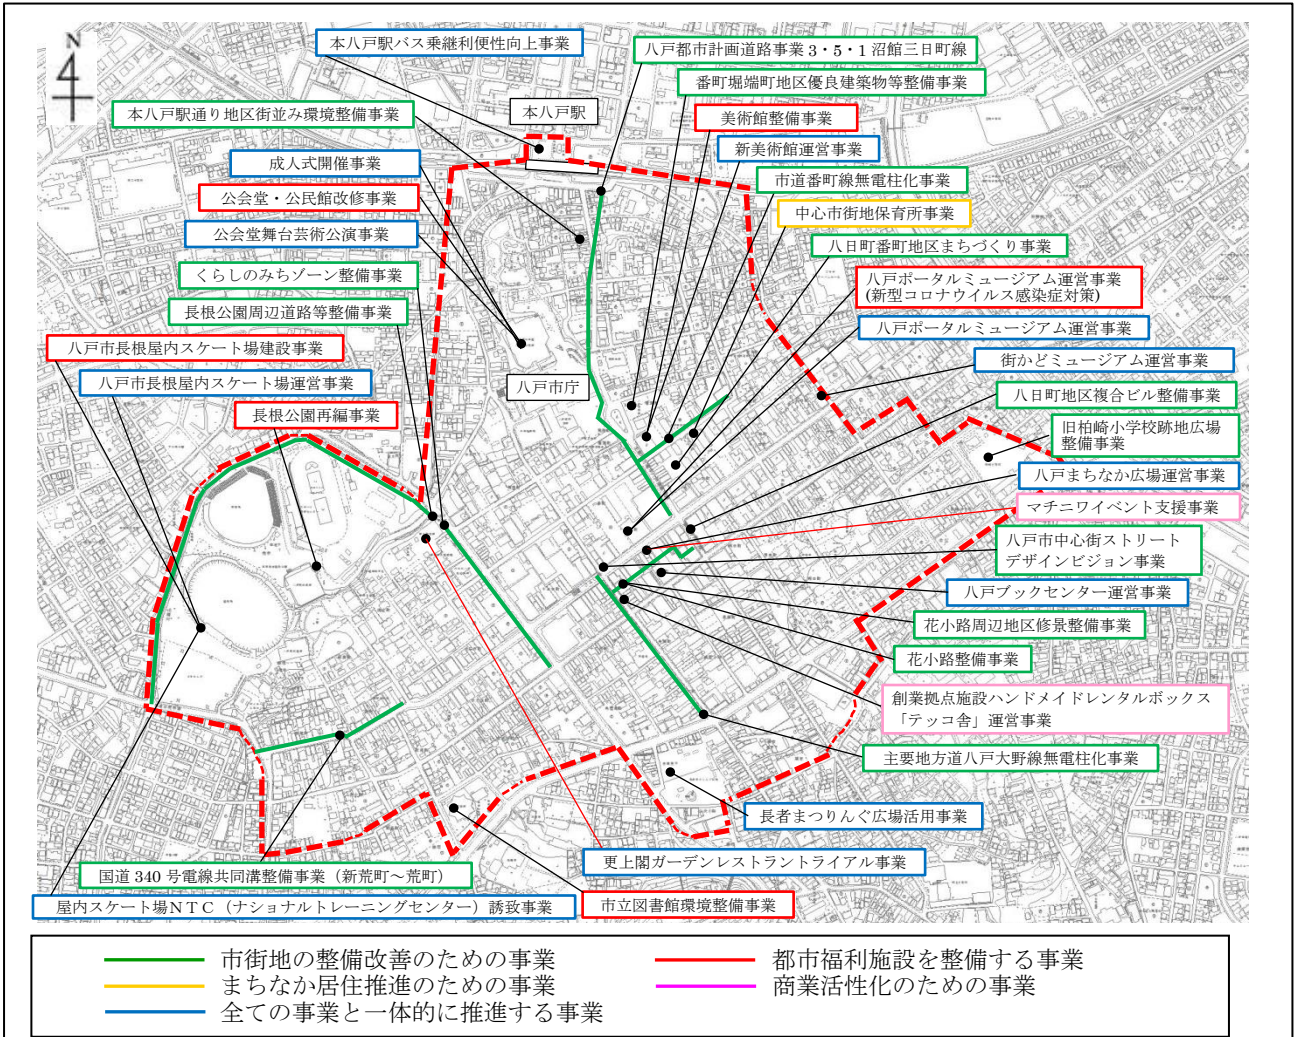 N
本八戸駅バス乗継利便性向上事業
八戸都市計画道路事業3・5・1沼館三日町線
番町堀端町地区優良建築物等整備事業
本八戸駅通り地区街並み環境整備事業
本八戸駅
美術館整備事業
成人式開催事業
新美術館運営事業
市道番町線無電柱化事業
公会堂・公民館改修事業
中心市街地保育所事業
公会堂舞台芸術公演事業
八日町番町地区まちづくり事業
くらしのみちゾーン整備事業
八戸ポータルミュージアム運営事業
(新型コロナウイルス感染症対策)
長根公園周辺道路等整備事業
八戸ポータルミュージアム運営事業
八戸市長根屋内スケート場建設事業
街かどミュージアム運営事業
八戸市長根屋内スケート場運営事業
八戸市庁
八日町地区複合ビル整備事業
長根公園再編事業
旧柏崎小学校跡地広場
整備事業
八戸まちなか広場運営事業
マチニワイベント支援事業
八戸市中心街ストリート
デザインビジョン事業
八戸ブックセンター運営事業
花小路周辺地区修景整備事業
花小路整備事業
創業拠点施設ハンドメイドレンタルボックス
「テッコ舎」運営事業
主要地方道八戸大野線無電柱化事業
長者まつりんぐ広場活用事業
更上閣ガーデンレストラントライアル事業
国道340号電線共同溝整備事業（新荒町～荒町）
屋内スケート場NTC（ナショナルトレーニングセンター）誘致事業
市立図書館環境整備事業
市街地の整備改善のための事業
都市福利施設を整備する事業
まちなか居住推進のための事業
商業活性化のための事業
全ての事業と一体的に推進する事業